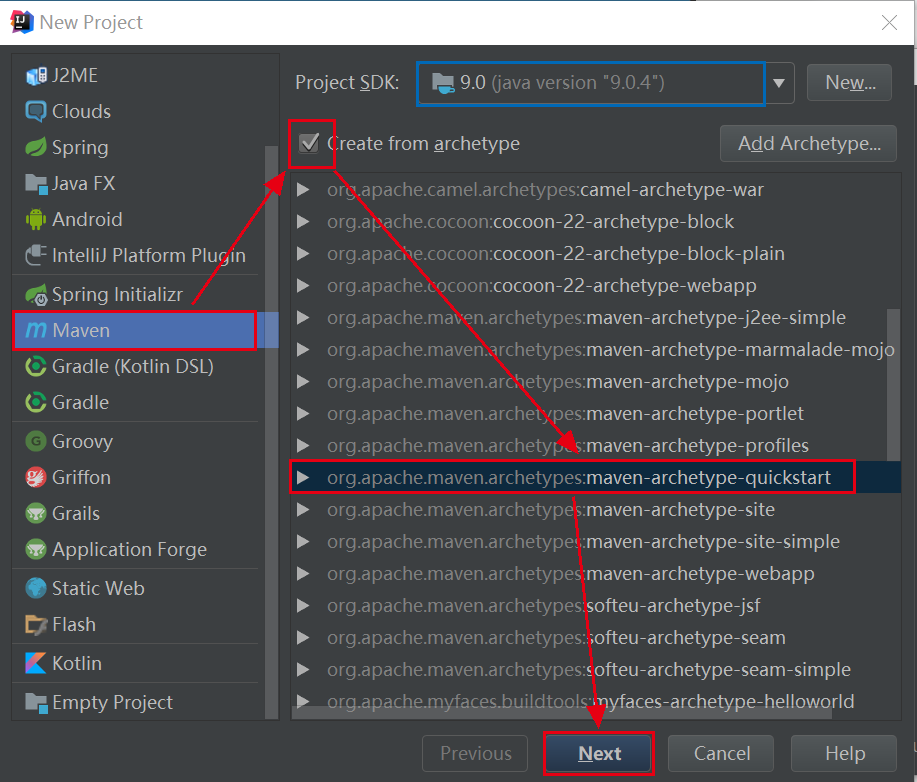 New Project
J2ME
Clouds
Spring
Java FX
Android
IntelliJ Platform Plugin
Spring Initializr
Maven
Gradle (Kotlin DSL)
Gradle
Groovy
Griffon
Grails
Application Forge
Static Web
Flash
Kotlin
Empty Project
Project SDK: 9.0 (java version "9.0.4") New...
Create from archetype Add Archetype...
org.apache.camel.archetypes:camel-archetype-war
org.apache.cocoon:cocoon-22-archetype-block
org.apache.cocoon:cocoon-22-archetype-block-plain
org.apache.cocoon:cocoon-22-archetype-webapp
org.apache.maven.archetypes:maven-archetype-j2ee-simple
org.apache.maven.archetypes:maven-archetype-marmalade-mojo
org.apache.maven.archetypes:maven-archetype-mojo
org.apache.maven.archetypes:maven-archetype-portlet
org.apache.maven.archetypes:maven-archetype-profiles
org.apache.maven.archetypes:maven-archetype-quickstart
org.apache.maven.archetypes:maven-archetype-site
org.apache.maven.archetypes:maven-archetype-site-simple
org.apache.maven.archetypes:maven-archetype-webapp
org.apache.maven.archetypes:softeu-archetype-jsf
org.apache.maven.archetypes:softeu-archetype-seam
org.apache.maven.archetypes:softeu-archetype-seam-simple
org.apache.myfaces.buildtools:myfaces-archetype-helloworld
Previous Next Cancel Help